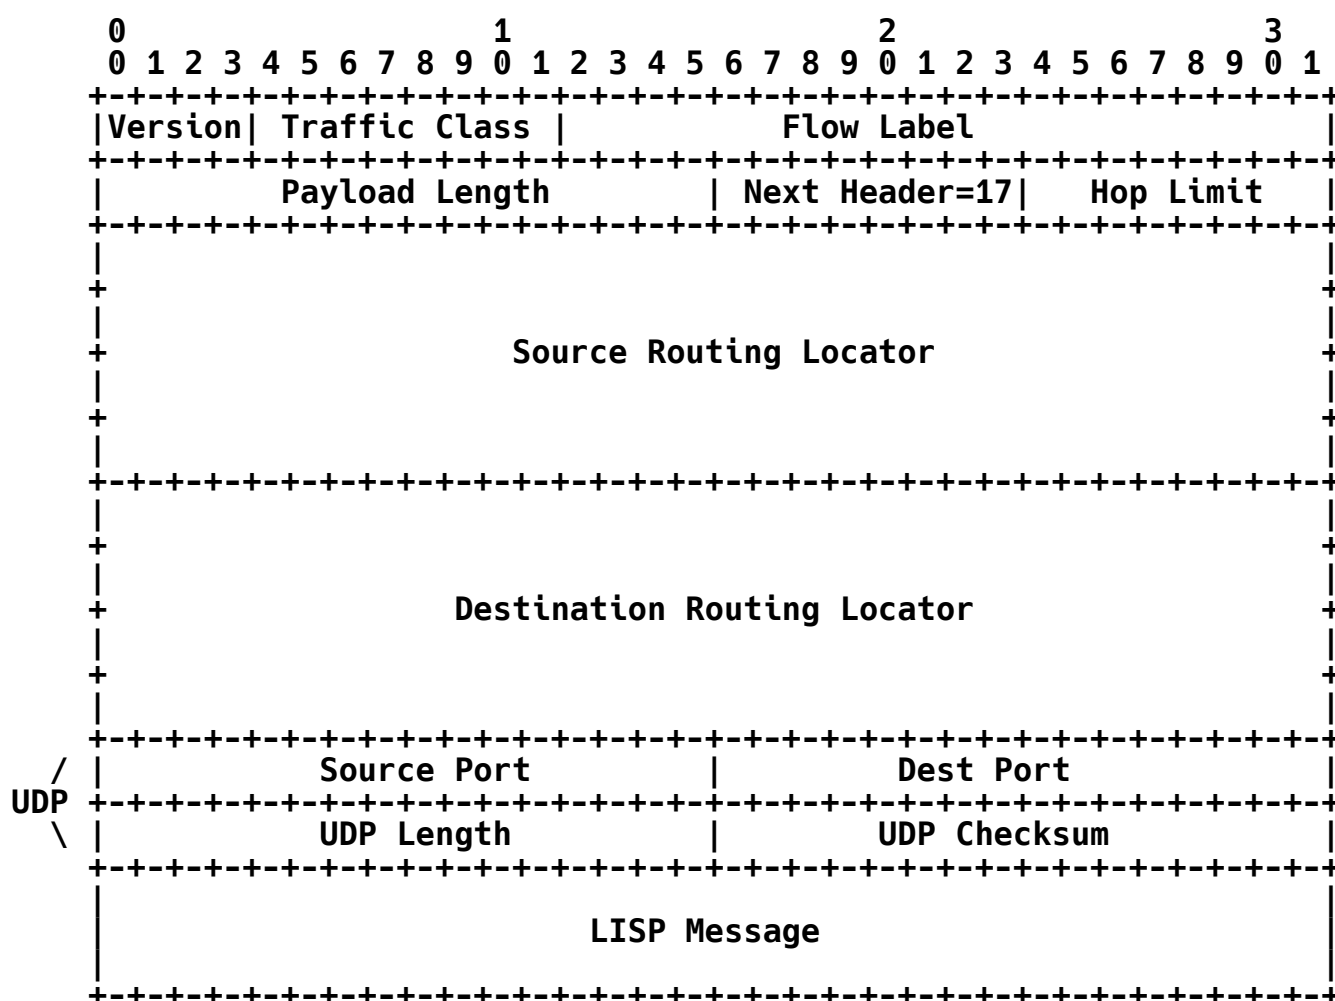 0                   1                   2                   3
        0 1 2 3 4 5 6 7 8 9 0 1 2 3 4 5 6 7 8 9 0 1 2 3 4 5 6 7 8 9 0 1
       +-+-+-+-+-+-+-+-+-+-+-+-+-+-+-+-+-+-+-+-+-+-+-+-+-+-+-+-+-+-+-+-+
       |Version| Traffic Class |           Flow Label                  |
       +-+-+-+-+-+-+-+-+-+-+-+-+-+-+-+-+-+-+-+-+-+-+-+-+-+-+-+-+-+-+-+-+
       |         Payload Length        | Next Header=17|   Hop Limit   |
       +-+-+-+-+-+-+-+-+-+-+-+-+-+-+-+-+-+-+-+-+-+-+-+-+-+-+-+-+-+-+-+-+
       |                                                               |
       +                                                               +
       |                                                               |
       +                     Source Routing Locator                    +
       |                                                               |
       +                                                               +
       |                                                               |
       +-+-+-+-+-+-+-+-+-+-+-+-+-+-+-+-+-+-+-+-+-+-+-+-+-+-+-+-+-+-+-+-+
       |                                                               |
       +                                                               +
       |                                                               |
       +                  Destination Routing Locator                  +
       |                                                               |
       +                                                               +
       |                                                               |
       +-+-+-+-+-+-+-+-+-+-+-+-+-+-+-+-+-+-+-+-+-+-+-+-+-+-+-+-+-+-+-+-+
     / |           Source Port         |         Dest Port             |
   UDP +-+-+-+-+-+-+-+-+-+-+-+-+-+-+-+-+-+-+-+-+-+-+-+-+-+-+-+-+-+-+-+-+
     \ |           UDP Length          |        UDP Checksum           |
       +-+-+-+-+-+-+-+-+-+-+-+-+-+-+-+-+-+-+-+-+-+-+-+-+-+-+-+-+-+-+-+-+
       |                                                               |
       |                         LISP Message                          |
       |                                                               |
       +-+-+-+-+-+-+-+-+-+-+-+-+-+-+-+-+-+-+-+-+-+-+-+-+-+-+-+-+-+-+-+-+